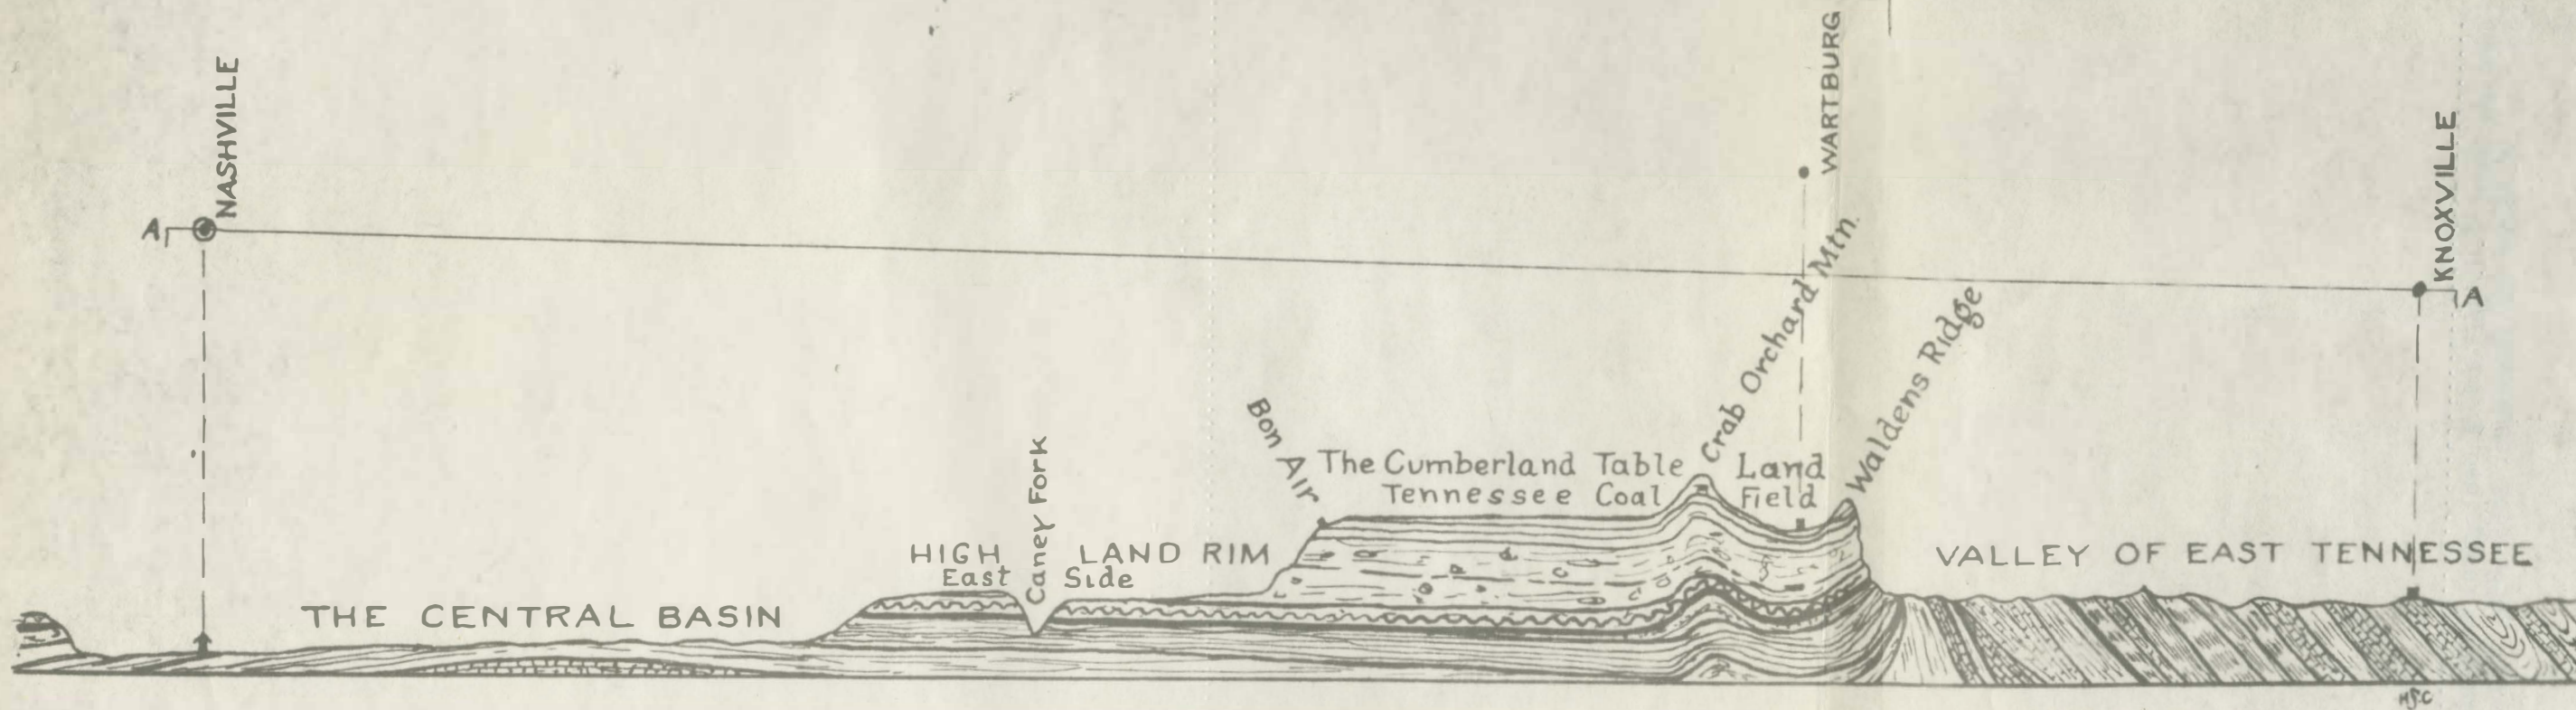 NASHVILLE
WARTBURG
KNOXVILLE
A
A
Crab Orchard Mtn.
Waldens Ridge
Bon Air
The Cumberland Table Land
Tennessee Coal Field
Caney Fork
HIGH LAND RIM
East Side
VALLEY OF EAST TENNESSEE
THE CENTRAL BASIN